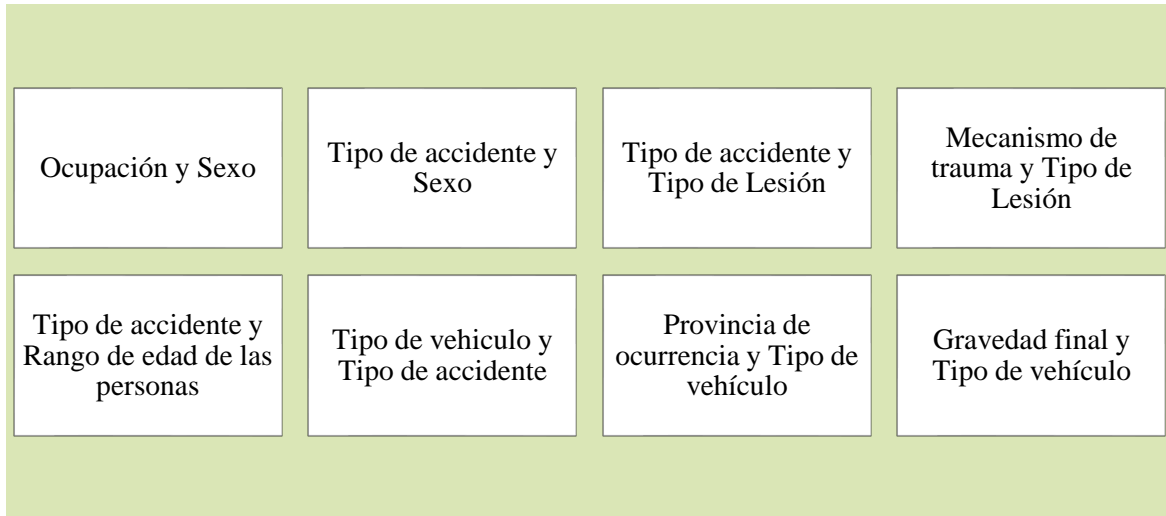 Ocupación y Sexo
Tipo de accidente y
Sexo
Tipo de accidente y
Tipo de Lesión
Mecanismo de
trauma y Tipo de
Lesión
Tipo de accidente y
Rango de edad de las
personas
Tipo de vehiculo y
Tipo de accidente
Provincia de
ocurrencia y Tipo de
vehículo
Gravedad final y
Tipo de vehículo